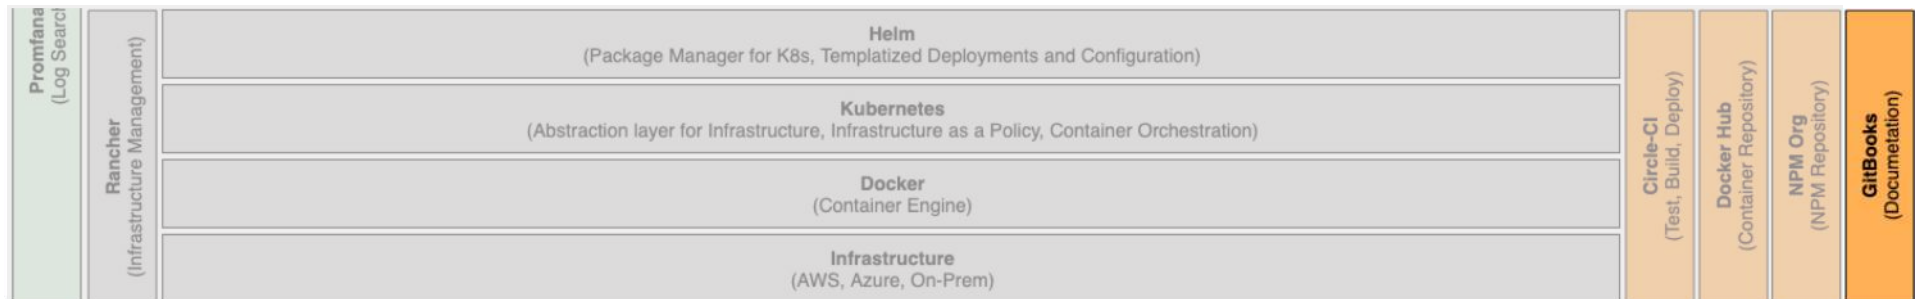 Promfana
(Log Search
Rancher
(Infrastructure Management)
Helm
(Package Manager for K8s, Templatized Deployments and Configuration)
Kubernetes
(Abstraction layer for Infrastructure, Infrastructure as a Policy, Container Orchestration)
Docker
(Container Engine)
Infrastructure
(AWS, Azure, On-Prem)
Circle-CI
(Test, Build, Deploy)
Docker Hub
(Container Repository)
NPM Org
(NPM Repository)
GitBooks
(Documetation)